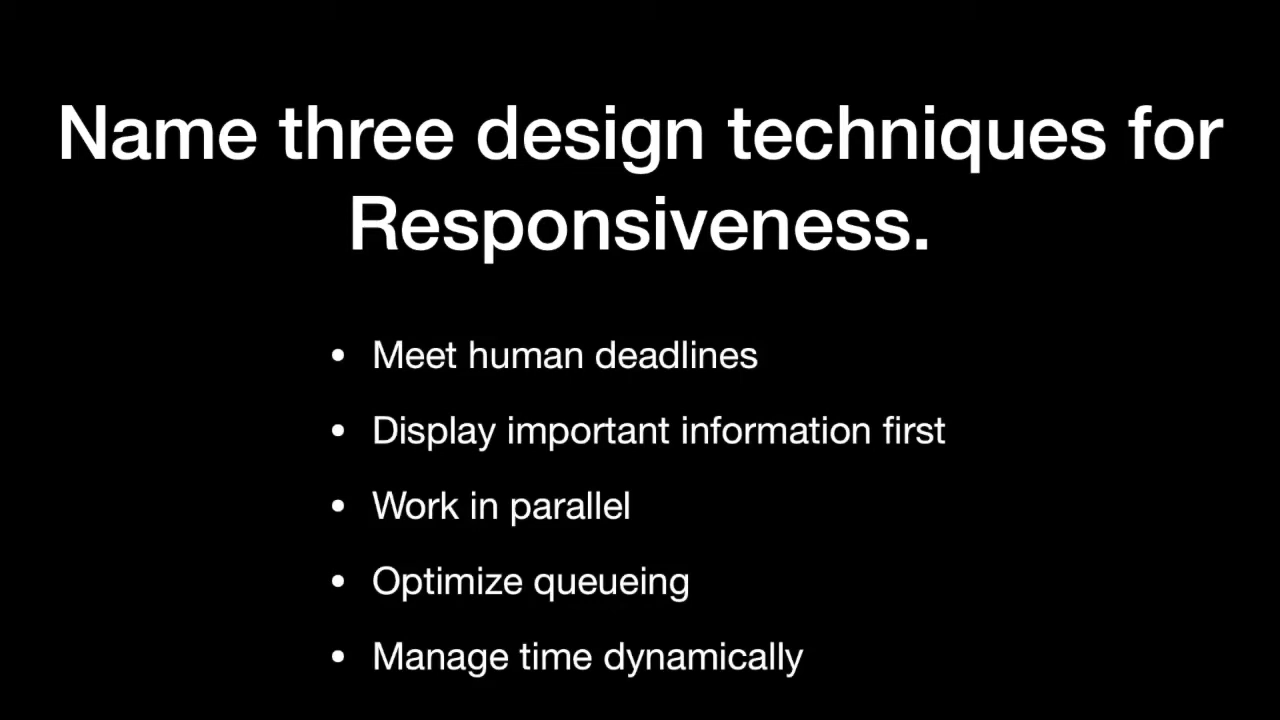 Name three design techniques for
Responsiveness.
• Meet human deadlines
• Display important information first
• Work in parallel
• Optimize queueing
• Manage time dynamically